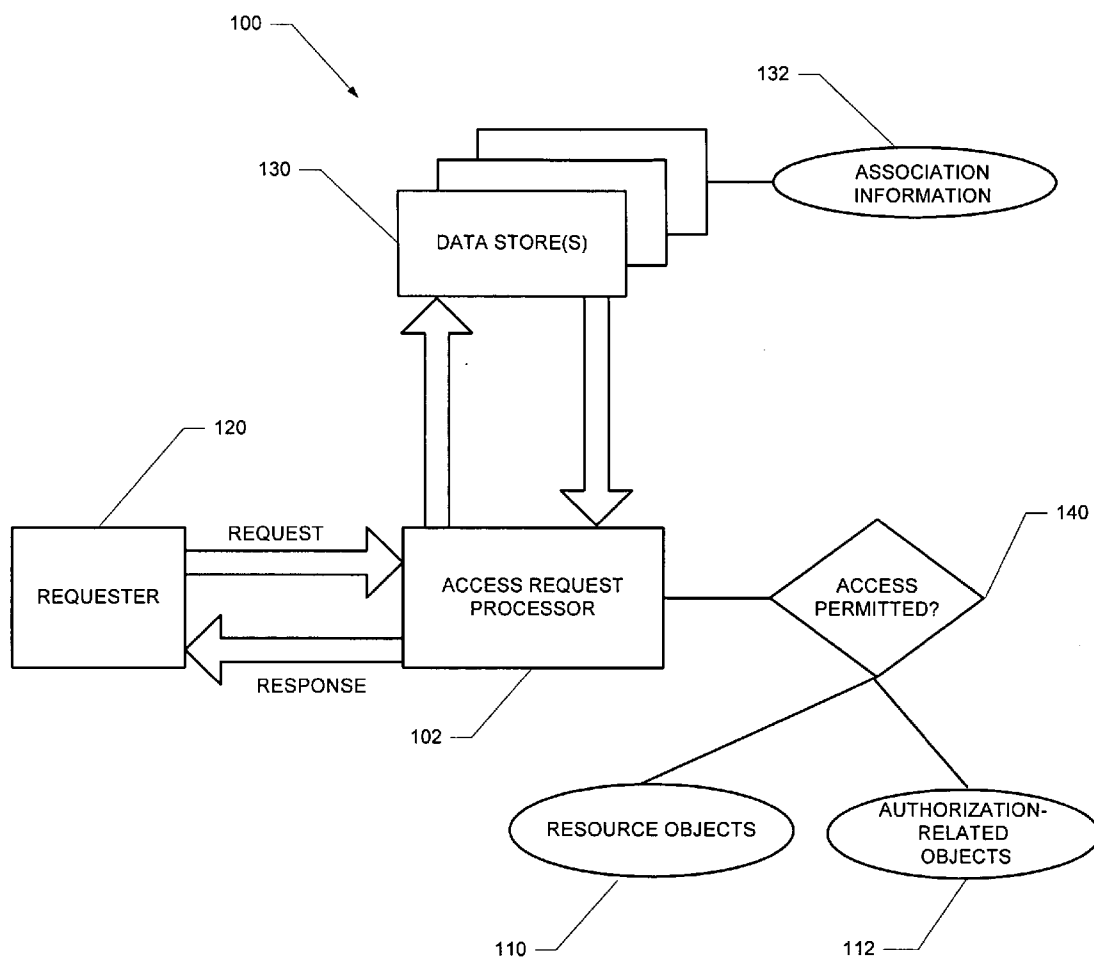 100
132
130
ASSOCIATION
INFORMATION
DATA STORE(S)
120
REQUEST
140
REQUESTER
ACCESS REQUEST
PROCESSOR
ACCESS
PERMITTED?
RESPONSE
102
RESOURCE OBJECTS
AUTHORIZATION-
RELATED
OBJECTS
110
112